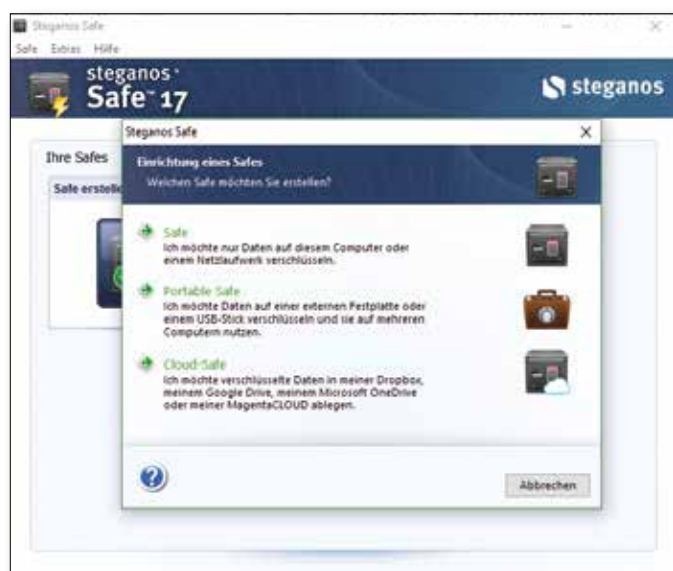 Steganos Safe
Safe Extras Hilfe
steganos
Safe™ 17
steganos
Ihre Safes
Safe erstelle
Steganos Safe
Einrichtung eines Safes
Welchen Safe möchten Sie erstellen?
Safe
Ich möchte nur Daten auf diesem Computer oder
einem Netzlaufwerk verschlüsseln.
Portable Safe
Ich möchte Daten auf einer externen Festplatte oder
einem USB-Stick verschlüsseln und sie auf mehreren
Computern nutzen.
Cloud-Safe
Ich möchte verschlüsselte Daten in meiner Dropbox,
meinem Google Drive, meinem Microsoft OneDrive
oder meiner MagentaCLOUD ablegen.
Abbrechen